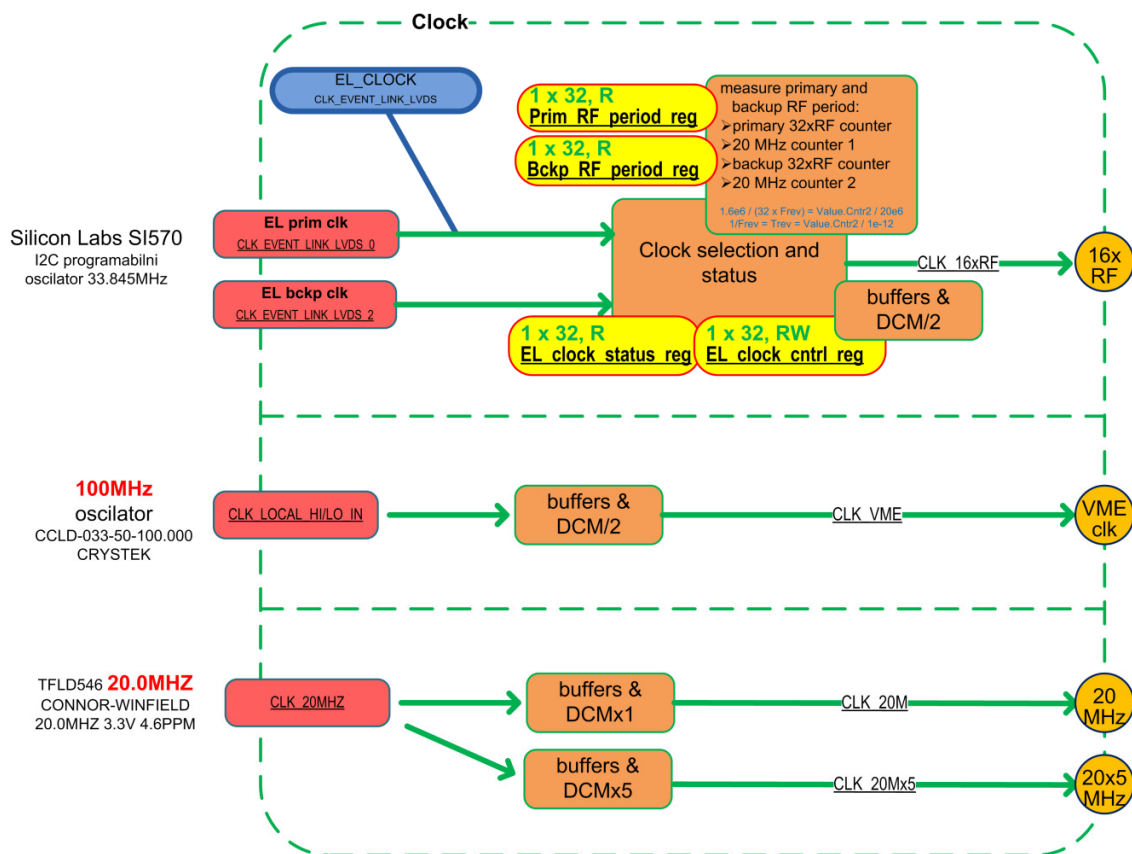 Clock
EL_CLOCK
CLK_EVENT_LINK_LVDS
1 x 32, R
Prim_RF_period_reg
1 x 32, R
Bckp_RF_period_reg
measure primary and
backup RF period:
➢primary 32xRF counter
➢20 MHz counter 1
➢backup 32xRF counter
➢20 MHz counter 2
1.6e6 / (32 x Frev) = Value.Cntr2 / 20e6
1/Frev = Trev = Value.Cntr2 / 1e-12
Silicon Labs SI570
I2C programabilni
oscilator 33.845MHz
EL prim clk
CLK_EVENT_LINK_LVDS_0
EL bckp clk
CLK_EVENT_LINK_LVDS_2
Clock selection and
status
CLK_16xRF
16x
RF
buffers &
DCM/2
1 x 32, R
EL_clock_status_reg
1 x 32, RW
EL_clock_cntrl_reg
100MHz
oscilator
CCLD-033-50-100.000
CRYSTEK
CLK_LOCAL_HI/LO_IN
buffers &
DCM/2
CLK_VME
VME
clk
TFLD546 20.0MHZ
CONNOR-WINFIELD
20.0MHZ 3.3V 4.6PPM
CLK_20MHZ
buffers &
DCMx1
CLK_20M
20
MHz
buffers &
DCMx5
CLK_20Mx5
20x5
MHz